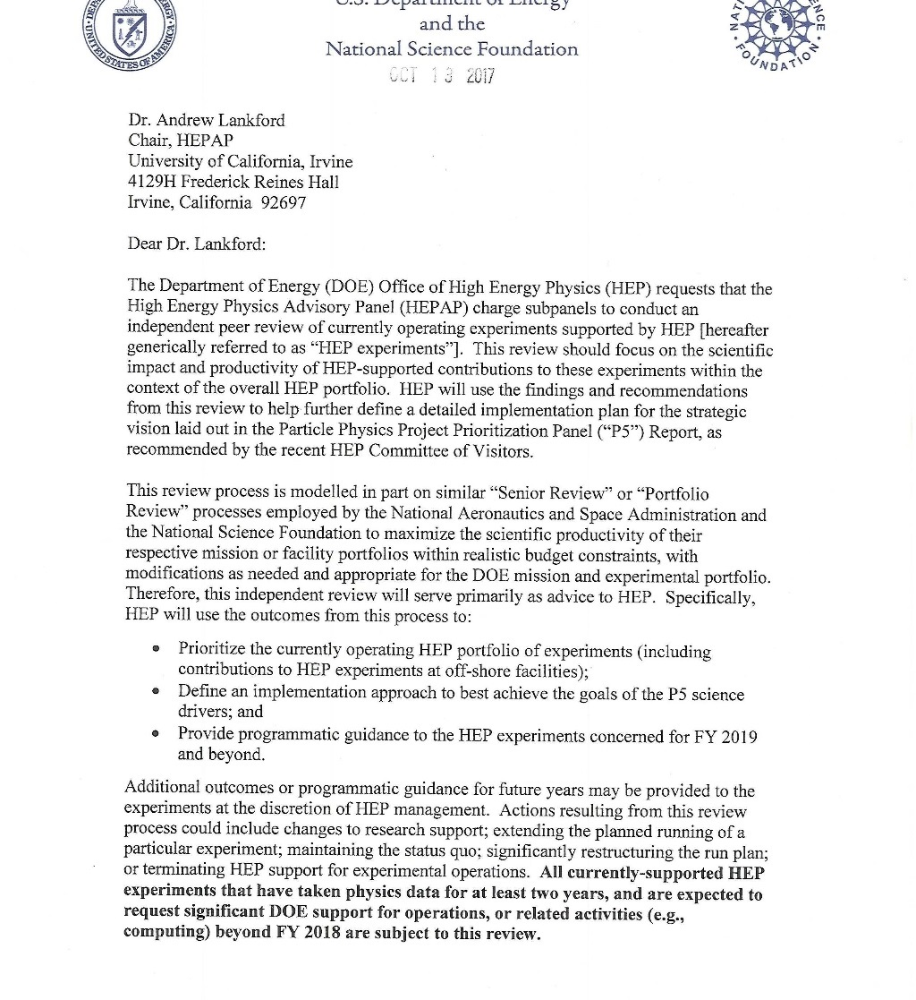 U.S. Department of Energy
and the
National Science Foundation
OCT 13 2017
UNITED STATES OF AMERICA
FOUNDATION
Dr. Andrew Lankford
Chair, HEPAP
University of California, Irvine
4129H Frederick Reines Hall
Irvine, California 92697
Dear Dr. Lankford:
The Department of Energy (DOE) Office of High Energy Physics (HEP) requests that the
High Energy Physics Advisory Panel (HEPAP) charge subpanels to conduct an
independent peer review of currently operating experiments supported by HEP [hereafter
generically referred to as “HEP experiments”]. This review should focus on the scientific
impact and productivity of HEP-supported contributions to these experiments within the
context of the overall HEP portfolio. HEP will use the findings and recommendations
from this review to help further define a detailed implementation plan for the strategic
vision laid out in the Particle Physics Project Prioritization Panel (“P5”) Report, as
recommended by the recent HEP Committee of Visitors.
This review process is modelled in part on similar “Senior Review” or “Portfolio
Review” processes employed by the National Aeronautics and Space Administration and
the National Science Foundation to maximize the scientific productivity of their
respective mission or facility portfolios within realistic budget constraints, with
modifications as needed and appropriate for the DOE mission and experimental portfolio.
Therefore, this independent review will serve primarily as advice to HEP. Specifically,
HEP will use the outcomes from this process to:
• Prioritize the currently operating HEP portfolio of experiments (including
contributions to HEP experiments at off-shore facilities);
• Define an implementation approach to best achieve the goals of the P5 science
drivers; and
• Provide programmatic guidance to the HEP experiments concerned for FY 2019
and beyond.
Additional outcomes or programmatic guidance for future years may be provided to the
experiments at the discretion of HEP management. Actions resulting from this review
process could include changes to research support; extending the planned running of a
particular experiment; maintaining the status quo; significantly restructuring the run plan;
or terminating HEP support for experimental operations. All currently-supported HEP
experiments that have taken physics data for at least two years, and are expected to
request significant DOE support for operations, or related activities (e.g.,
computing) beyond FY 2018 are subject to this review.